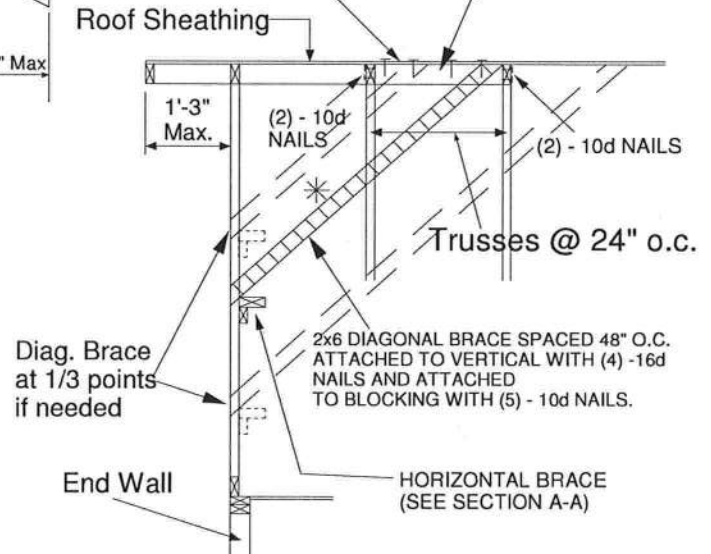 Roof Sheathing
" Max
1'-3"
Max.
(2) - 10d
NAILS
(2) - 10d NAILS
Trusses @ 24" o.c.
2x6 DIAGONAL BRACE SPACED 48" O.C.
ATTACHED TO VERTICAL WITH (4) -16d
NAILS AND ATTACHED
TO BLOCKING WITH (5) - 10d NAILS.
Diag. Brace
at 1/3 points
if needed
End Wall
HORIZONTAL BRACE
(SEE SECTION A-A)